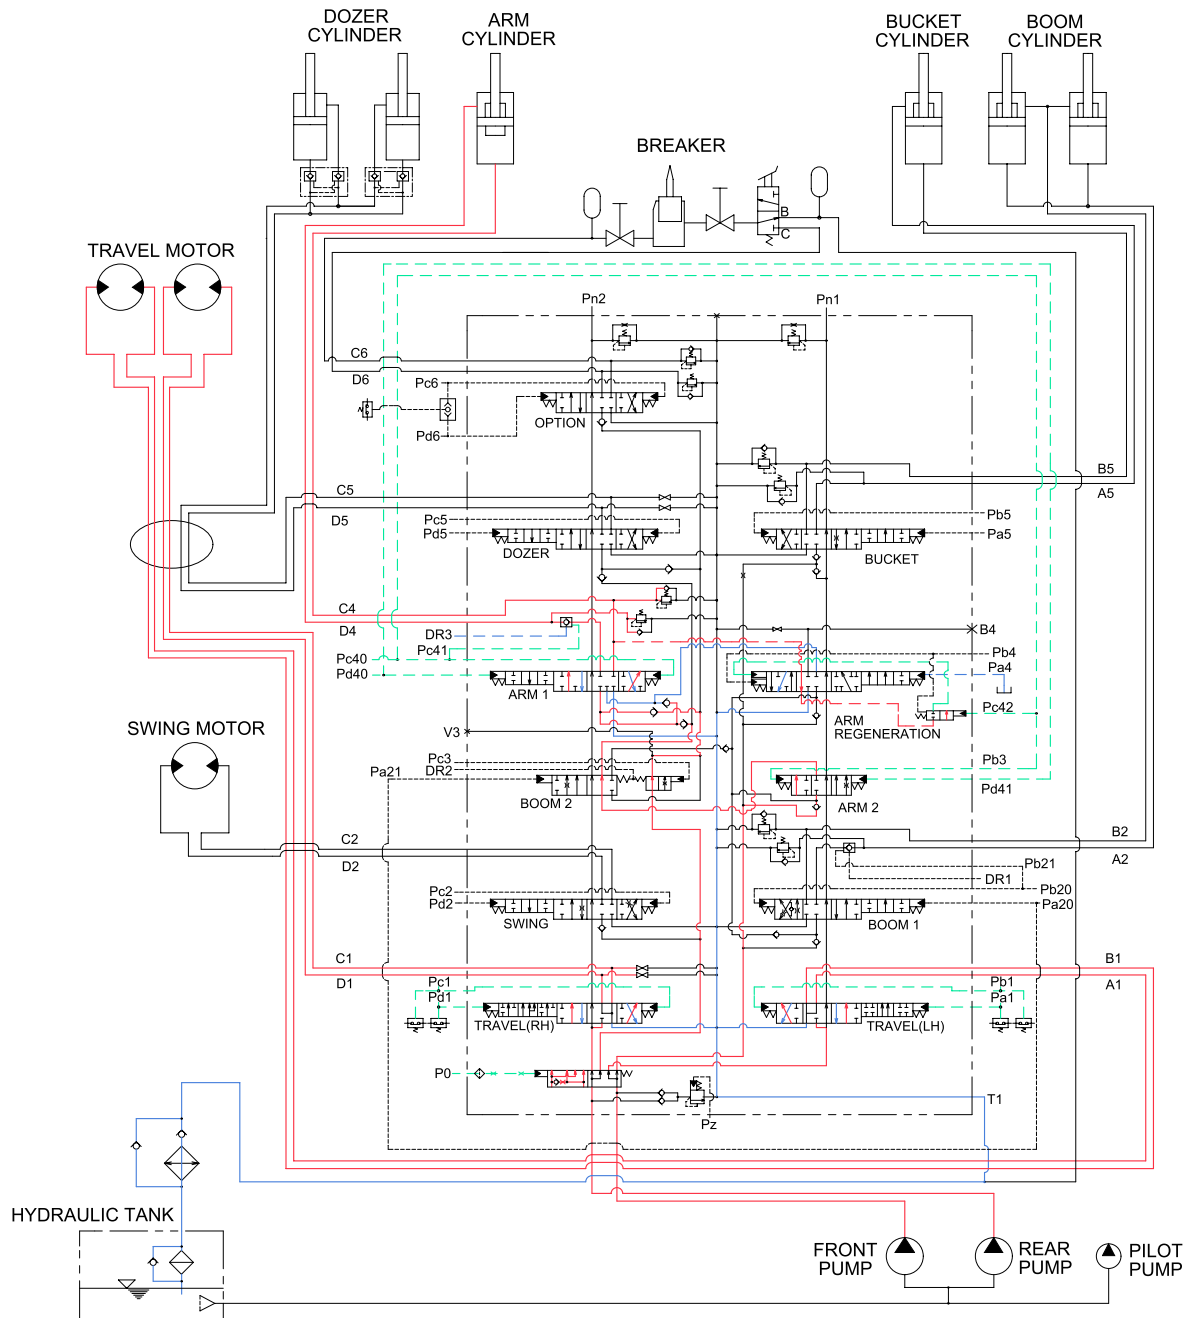 DOZER
CYLINDER
ARM
CYLINDER
BUCKET
CYLINDER
BOOM
CYLINDER
BREAKER
B
C
TRAVEL MOTOR
Pn2
Pn1
C6
D6
Pc6
Pd6
OPTION
C5
D5
Pc5
Pd5
DOZER
B5
A5
Pb5
Pa5
BUCKET
C4
D4
DR3
Pc41
Pc40
Pd40
ARM 1
B4
Pb4
Pa4
Pc42
ARM
REGENERATION
SWING MOTOR
V3
Pc3
DR2
Pa21
BOOM 2
Pb3
Pd41
ARM 2
C2
D2
Pc2
Pd2
SWING
B2
A2
Pb21
DR1
Pb20
Pa20
BOOM 1
C1
D1
Pc1
Pd1
TRAVEL(RH)
B1
A1
Pb1
Pa1
TRAVEL(LH)
P0
Pz
T1
HYDRAULIC TANK
FRONT
PUMP
REAR
PUMP
PILOT
PUMP